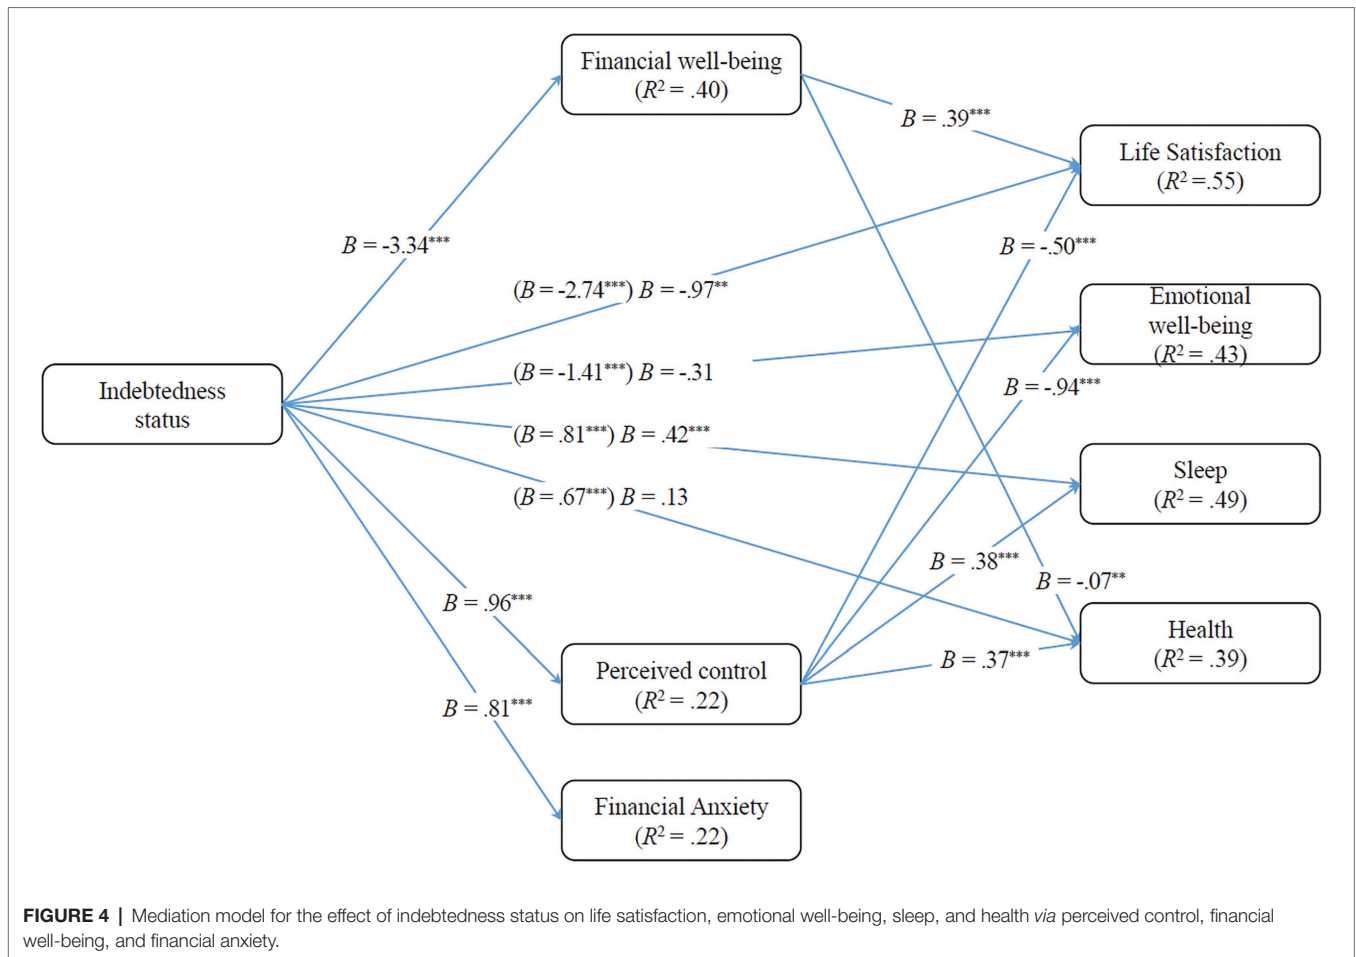 Financial well-being
(R² = .40)
B = .39***
Life Satisfaction
(R² =.55)
B = -3.34***
B = -.50***
(B = -2.74***) B = -.97**
Emotional
well-being
(R² = .43)
Indebtedness
status
(B = -1.41***) B = -.31
B = -.94***
(B = .81***) B = .42***
Sleep
(R² = .49)
(B = .67***) B = .13
B = .38***
B = -.07**
B = .96***
Health
(R² = .39)
B = .37***
Perceived control
(R² = .22)
B = .81***
Financial Anxiety
(R² = .22)
FIGURE 4 | Mediation model for the effect of indebtedness status on life satisfaction, emotional well-being, sleep, and health via perceived control, financial
well-being, and financial anxiety.